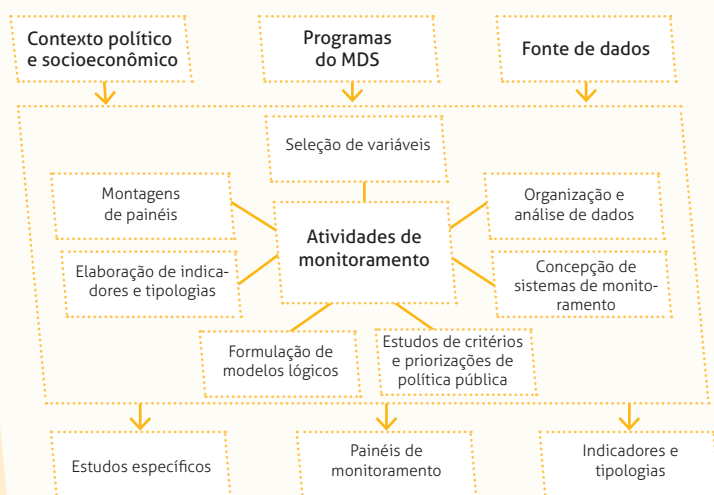 Contexto político
e socioeconômico
Programas
do MDS
Fonte de dados
Seleção de variáveis
Montagens
de painéis
Organização e
análise de dados
Atividades de
monitoramento
Elaboração de indica-
dores e tipologias
Concepção de
sistemas de monito-
ramento
Formulação de
modelos lógicos
Estudos de critérios
e priorizações de
política pública
Estudos específicos
Painéis de
monitoramento
Indicadores e
tipologias